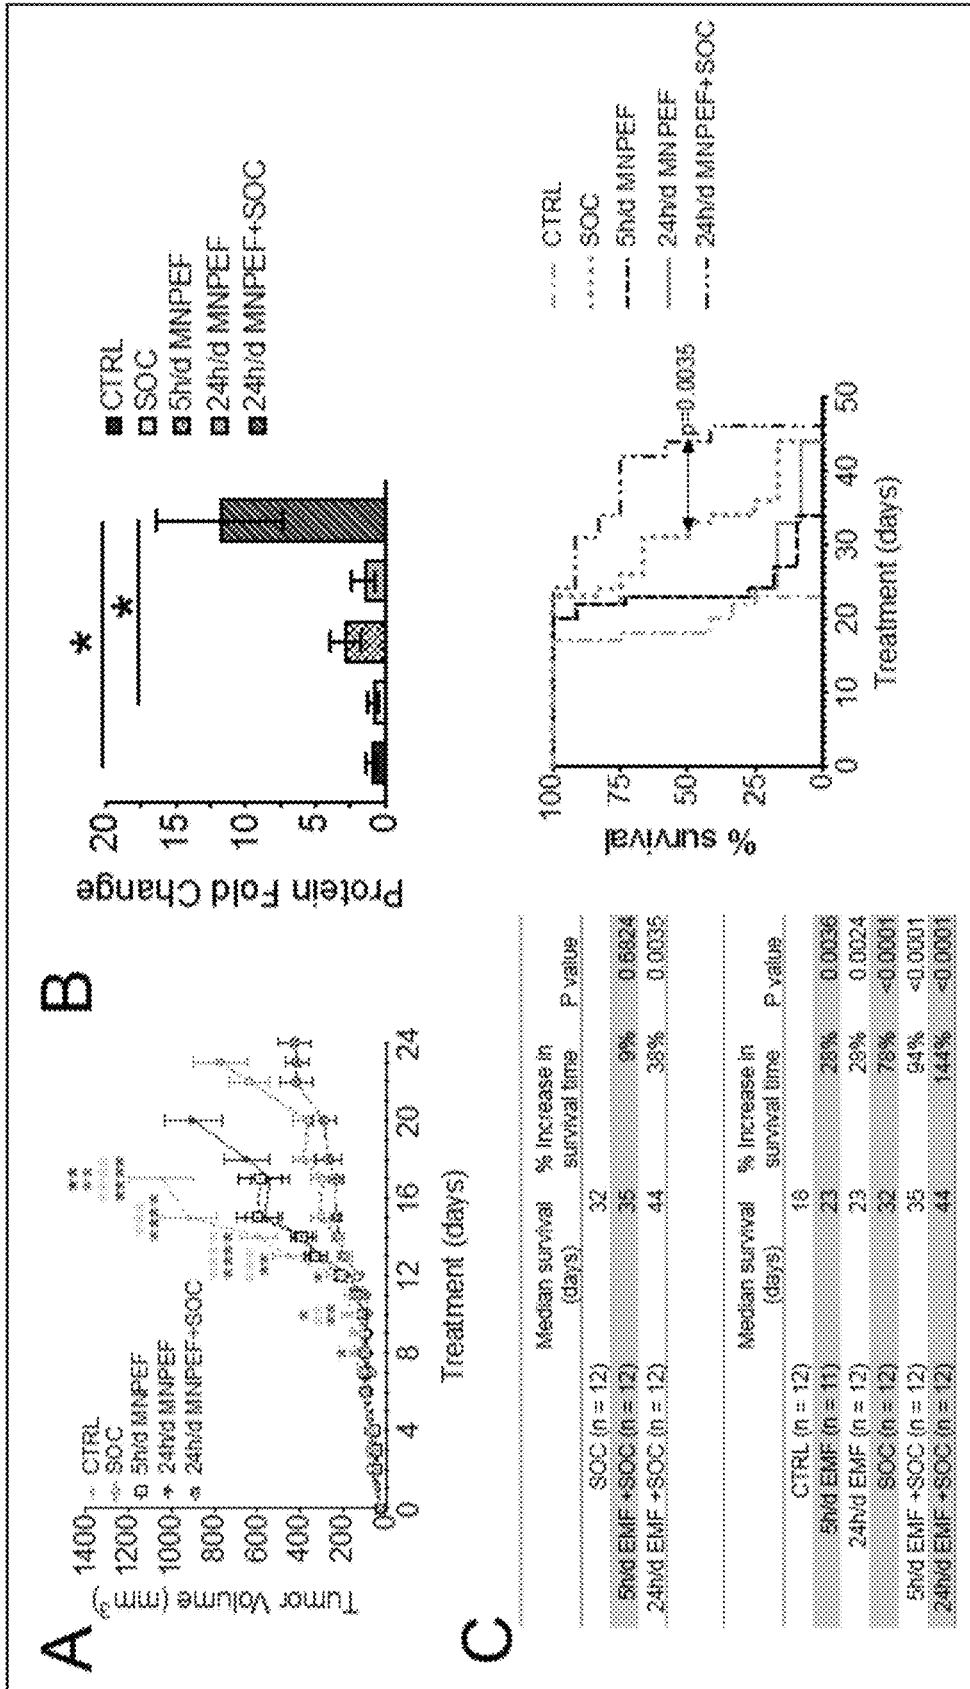 A
Tumor Volume (mm³)
1400
1200
1000
800
600
400
200
0
CTRL
SOC
5h/d MNPEF
24h/d MNPEF
24h/d MNPEF+SOC
0 4 8 12 16 20 24
Treatment (days)
B
Protein Fold Change
20
15
10
5
0
* 
*
CTRL
SOC
5h/d MNPEF
24h/d MNPEF
24h/d MNPEF+SOC
C
Median survival (days) % Increase in survival time P value
SOC (n = 12) 32
5h/d EMF +SOC (n = 12) 35 9% 0.6824
24h/d EMF +SOC (n = 12) 44 38% 0.0035
Median survival (days) % Increase in survival time P value
CTRL (n = 12) 18
5h/d EMF (n = 11) 23 28% 0.0036
24h/d EMF (n = 12) 23 28% 0.0024
SOC (n = 12) 32 78% <0.0001
5h/d EMF +SOC (n = 12) 35 94% <0.0001
24h/d EMF +SOC (n = 12) 44 144% <0.0001
% survival
100
75
50
25
0
p=0.0035
0 10 20 30 40 50
Treatment (days)
CTRL
SOC
5h/d MNPEF
24h/d MNPEF
24h/d MNPEF+SOC